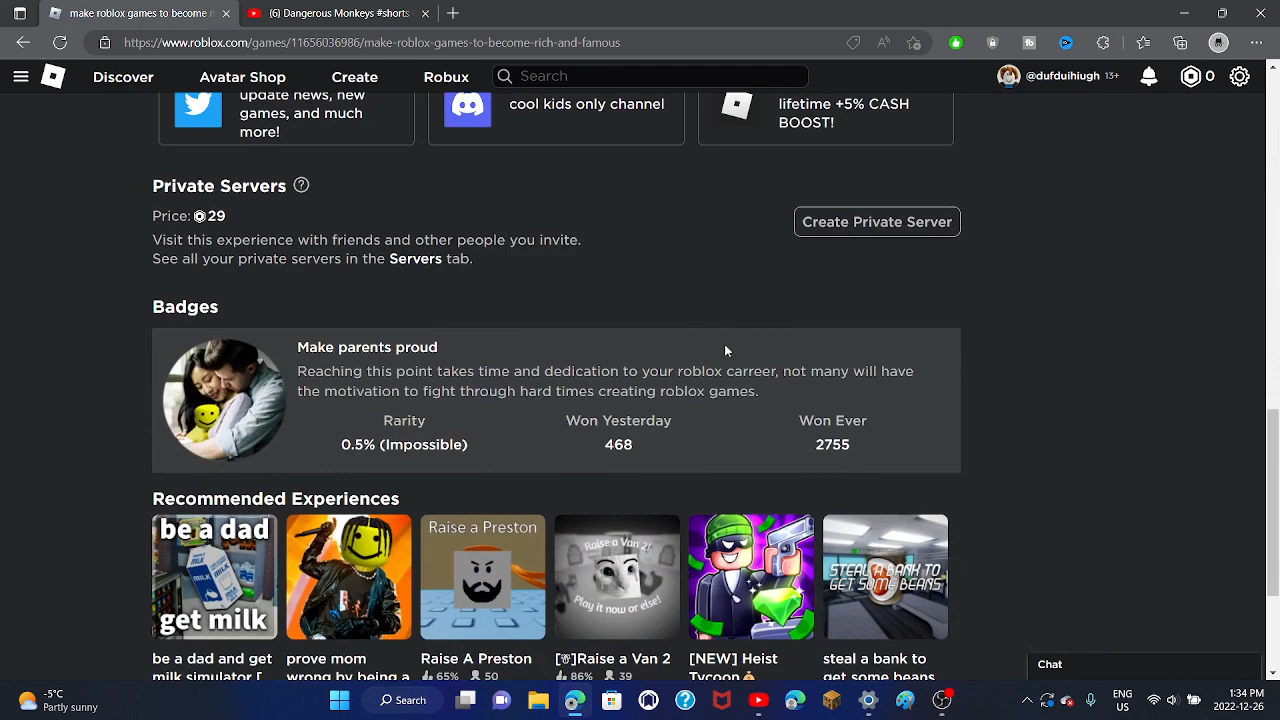 make roblox games to become r
(6) Dangerous Monkeys #shorts
https://www.roblox.com/games/11656036986/make-roblox-games-to-become-rich-and-famous
Discover
Avatar Shop
Create
Robux
Search
@dufduihiugh 13+
0
update news, new
games, and much
more!
cool kids only channel
lifetime +5% CASH
BOOST!
Private Servers
Price: 29
Create Private Server
Visit this experience with friends and other people you invite.
See all your private servers in the Servers tab.
Badges
Make parents proud
Reaching this point takes time and dedication to your roblox carreer, not many will have
the motivation to fight through hard times creating roblox games.
Rarity
Won Yesterday
Won Ever
0.5% (Impossible)
468
2755
Recommended Experiences
be a dad
get milk
MILK
Raise a Preston
Raise a Van 2!
Play it now or else!
STEAL A BANK TO
GET SOME BEANS
be a dad and get
milk simulator [
prove mom
wrong by being a
Raise A Preston
65% 50
Raise a Van 2
86% 39
[NEW] Heist
Tycoon
steal a bank to
get some beans
Chat
-5°C
Partly sunny
Search
ENG
US
1:34 PM
2022-12-26